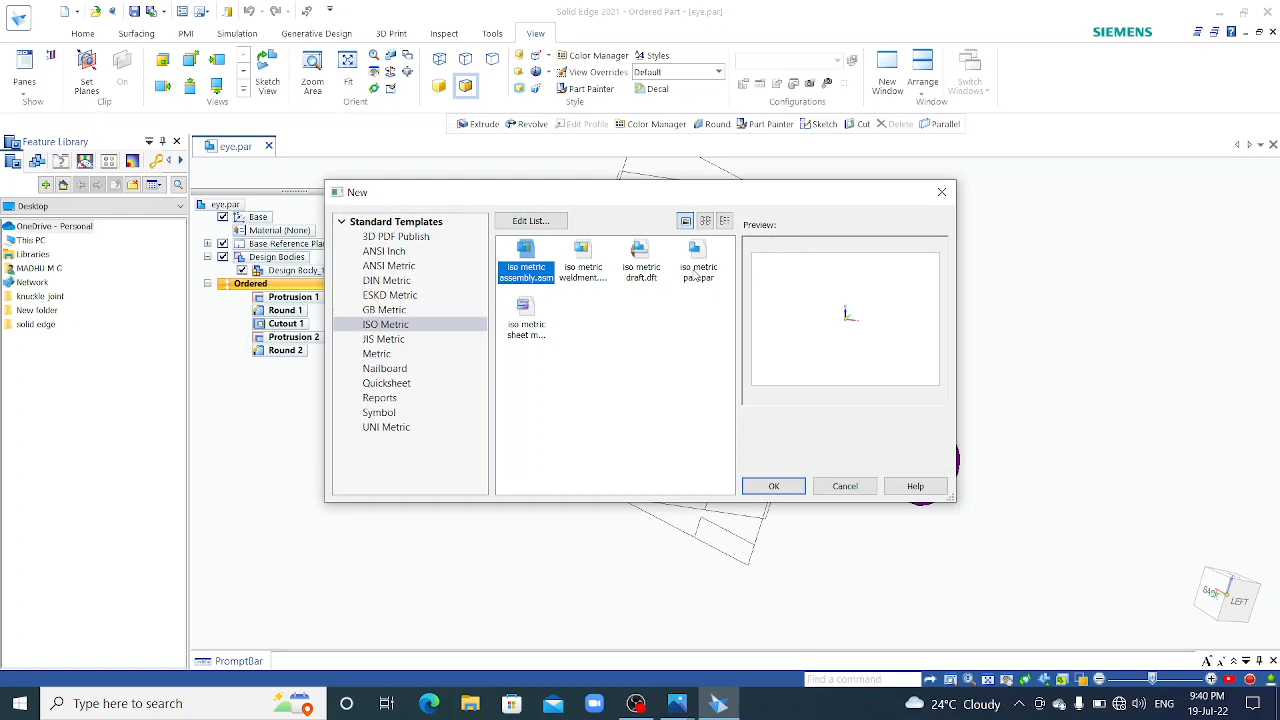 Solid Edge 2021 - Ordered Part - [eye.par]
Home
Surfacing
PMI
Simulation
Generative Design
3D Print
Inspect
Tools
View
SIEMENS
Panes
Set
Planes
On
Sketch
View
Zoom
Area
Fit
Color Manager
Styles
View Overrides
Default
Part Painter
Decal
New
Window
Arrange
Switch
Windows
Show
Clip
Views
Orient
Style
Configurations
Window
Extrude
Revolve
Edit Profile
Color Manager
Round
Part Painter
Sketch
Cut
Delete
Parallel
Feature Library
eye.par
Desktop
OneDrive - Personal
This PC
Libraries
MADHU M G
Network
knuckle joint
New folder
solid edge
eye.par
Base
Material (None)
Base Reference Plan
Design Bodies
Design Body_1
Ordered
Protrusion 1
Round 1
Cutout 1
Protrusion 2
Round 2
New
Standard Templates
3D PDF Publish
ANSI Inch
ANSI Metric
DIN Metric
ESKD Metric
GB Metric
ISO Metric
JIS Metric
Metric
Nailboard
Quicksheet
Reports
Symbol
UNI Metric
Edit List...
iso metric
assembly.asm
iso metric
weldment....
iso metric
draft.dft
iso metric
part.par
iso metric
sheet m...
Preview:
OK
Cancel
Help
BACK
LEFT
PromptBar
Find a command
Type here to search
24°C Cloudy
ENG
9:40 PM
19-Jul-22